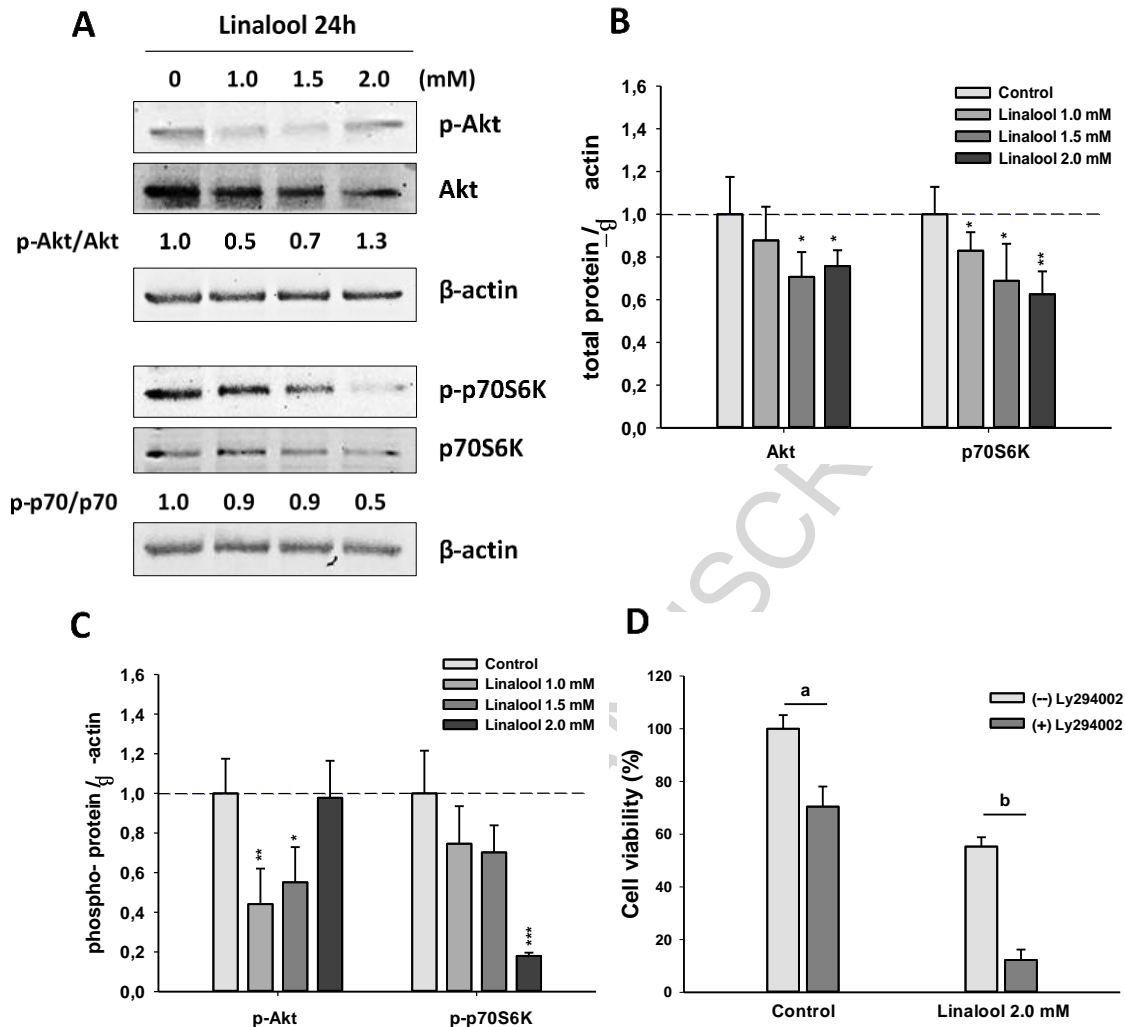 A
Linalool 24h
0 1.0 1.5 2.0 (mM)
p-Akt
Akt
p-Akt/Akt 1.0 0.5 0.7 1.3
β-actin
p-p70S6K
p70S6K
p-p70/p70 1.0 0.9 0.9 0.5
β-actin
B
total protein / β- actin
1,6
1,4
1,2
1,0
0,8
0,6
0,4
0,2
0,0
Control
Linalool 1.0 mM
Linalool 1.5 mM
Linalool 2.0 mM
* * * * **
Akt p70S6K
C
phospho- protein / β -actin
1,6
1,4
1,2
1,0
0,8
0,6
0,4
0,2
0,0
Control
Linalool 1.0 mM
Linalool 1.5 mM
Linalool 2.0 mM
** * ***
p-Akt p-p70S6K
D
Cell viability (%)
120
100
80
60
40
20
0
(--) Ly294002
(+) Ly294002
a
b
Control Linalool 2.0 mM